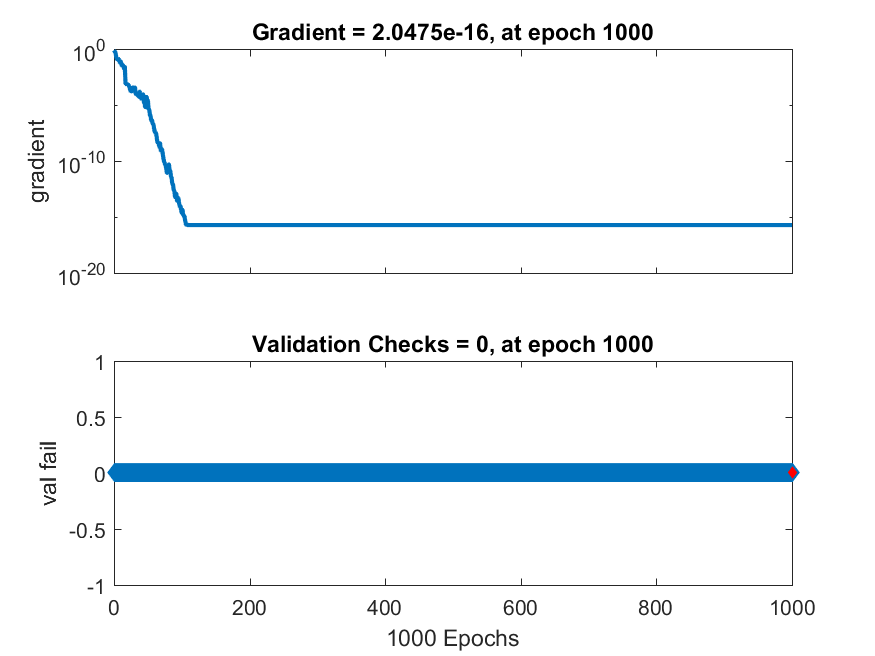 Gradient = 2.0475e-16, at epoch 1000
10^0
10^-10
10^-20
gradient
Validation Checks = 0, at epoch 1000
1
0.5
0
-0.5
-1
val fail
0 200 400 600 800 1000
1000 Epochs